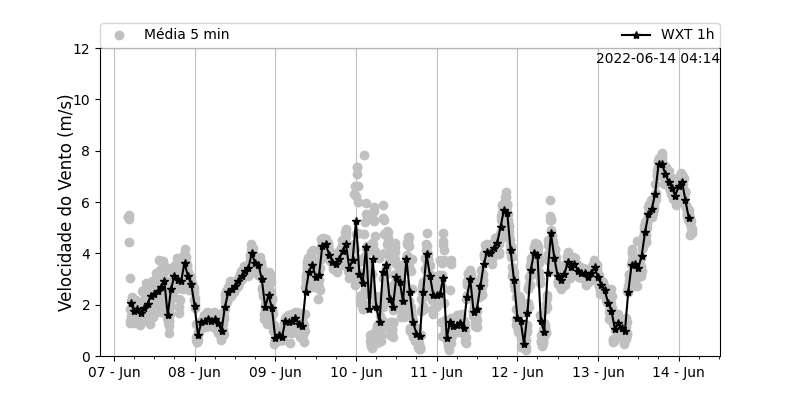 Média 5 min
WXT 1h
2022-06-14 04:14
Velocidade do Vento (m/s)
12
10
8
6
4
2
0
07 - Jun
08 - Jun
09 - Jun
10 - Jun
11 - Jun
12 - Jun
13 - Jun
14 - Jun